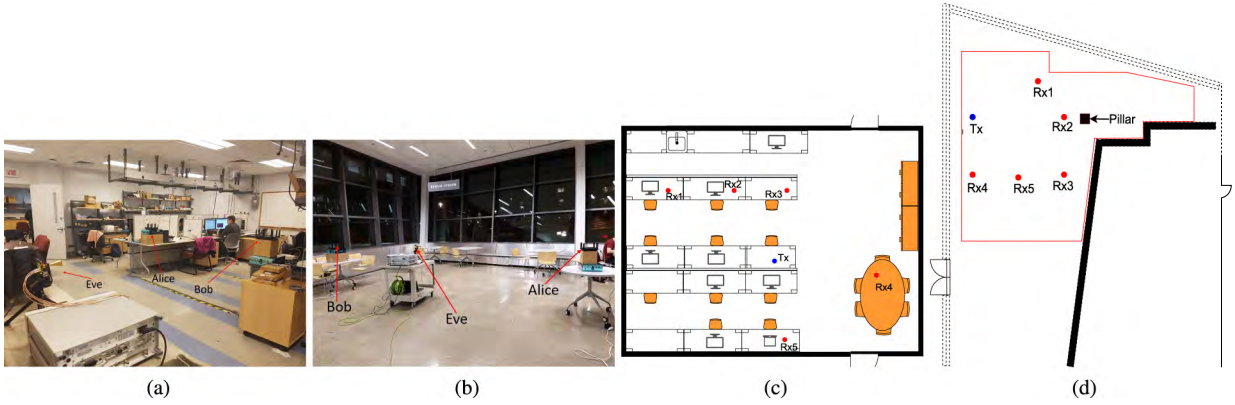 Eve
Alice
Bob
(a)
Bob
Eve
Alice
(b)
Rx1
Rx2
Rx3
Tx
Rx4
Rx5
(c)
Rx1
Tx
Rx2
Pillar
Rx4
Rx5
Rx3
(d)